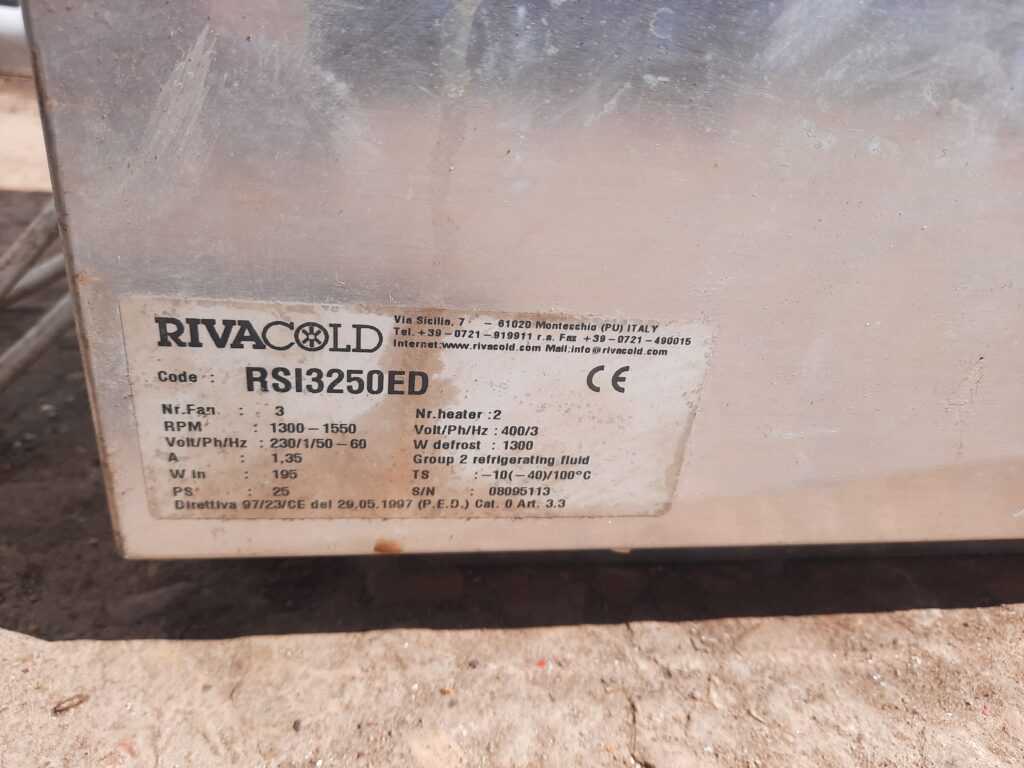 RIVACOLD
Via Sicilia, 7 – 61020 Montecchio (PU) ITALY
Tel. +39-0721-919911 r.a. Fax +39-0721-490015
Internet:www.rivacold.com Mail:info@rivacold.com
Code : RSI3250ED CE
Nr.Fan : 3 Nr.heater :2
RPM : 1300-1550 Volt/Ph/Hz : 400/3
Volt/Ph/Hz : 230/1/50-60 W defrost : 1300
A : 1,35 Group 2 refrigerating fluid
W in : 195 TS : -10(-40)/100°C
PS : 25 S/N : 08095113
Direttiva 97/23/CE del 29.05.1997 (P.E.D.) Cat. 0 Art. 3.3